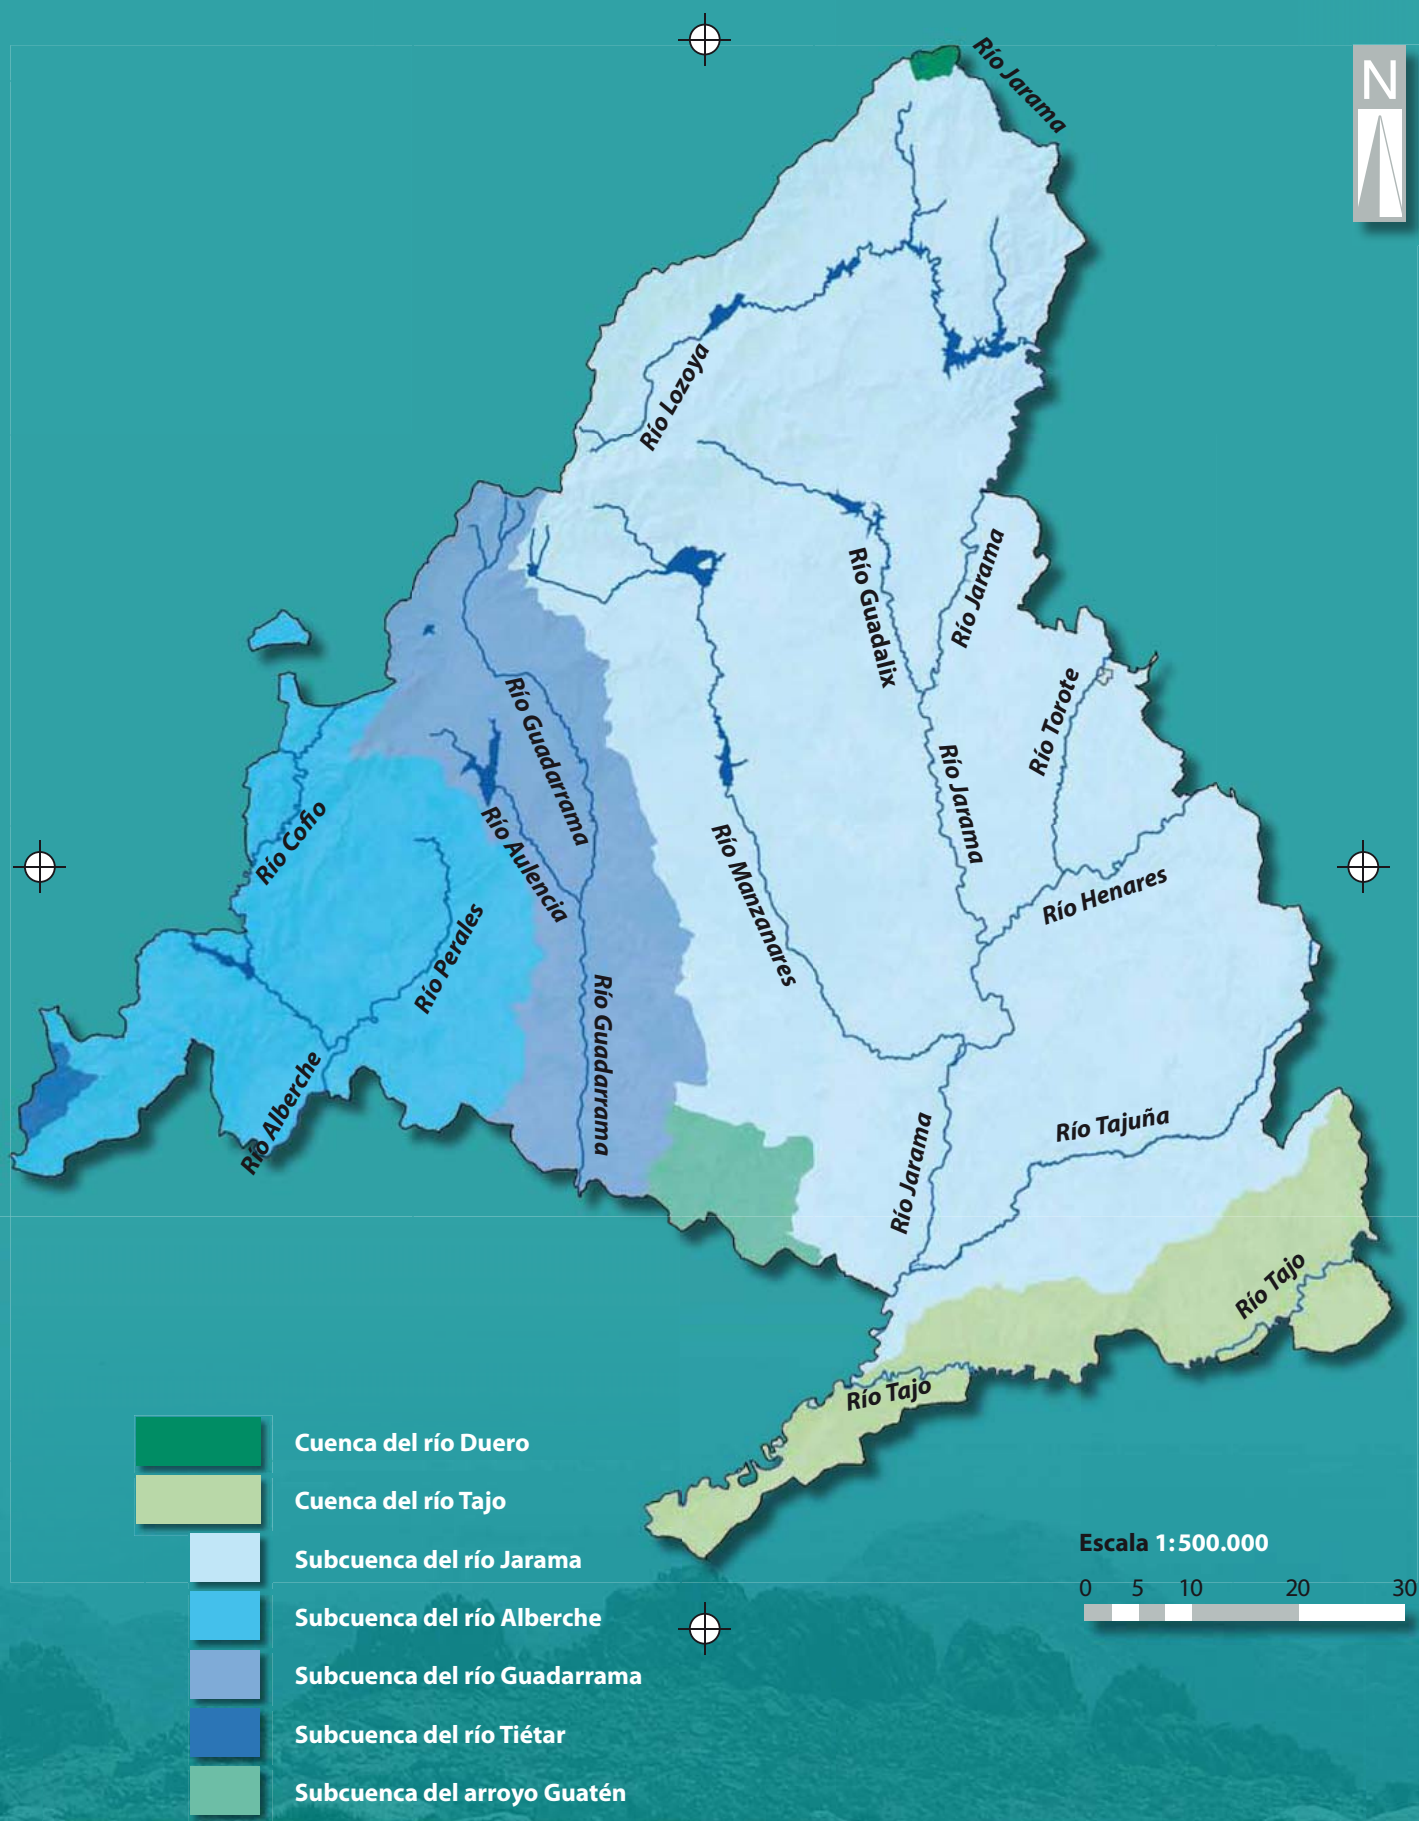 Río Jarama
N
Río Lozoya
Río Guadalix
Río Jarama
Río Torote
Río Guadarrama
Río Jarama
Río Cofio
Río Aulencia
Río Manzanares
Río Henares
Río Perales
Río Guadarrama
Río Alberche
Río Jarama
Río Tajuña
Río Tajo
Río Tajo
Cuenca del río Duero
Cuenca del río Tajo
Subcuenca del río Jarama
Subcuenca del río Alberche
Subcuenca del río Guadarrama
Subcuenca del río Tiétar
Subcuenca del arroyo Guatén
Escala 1:500.000
0 5 10 20 30